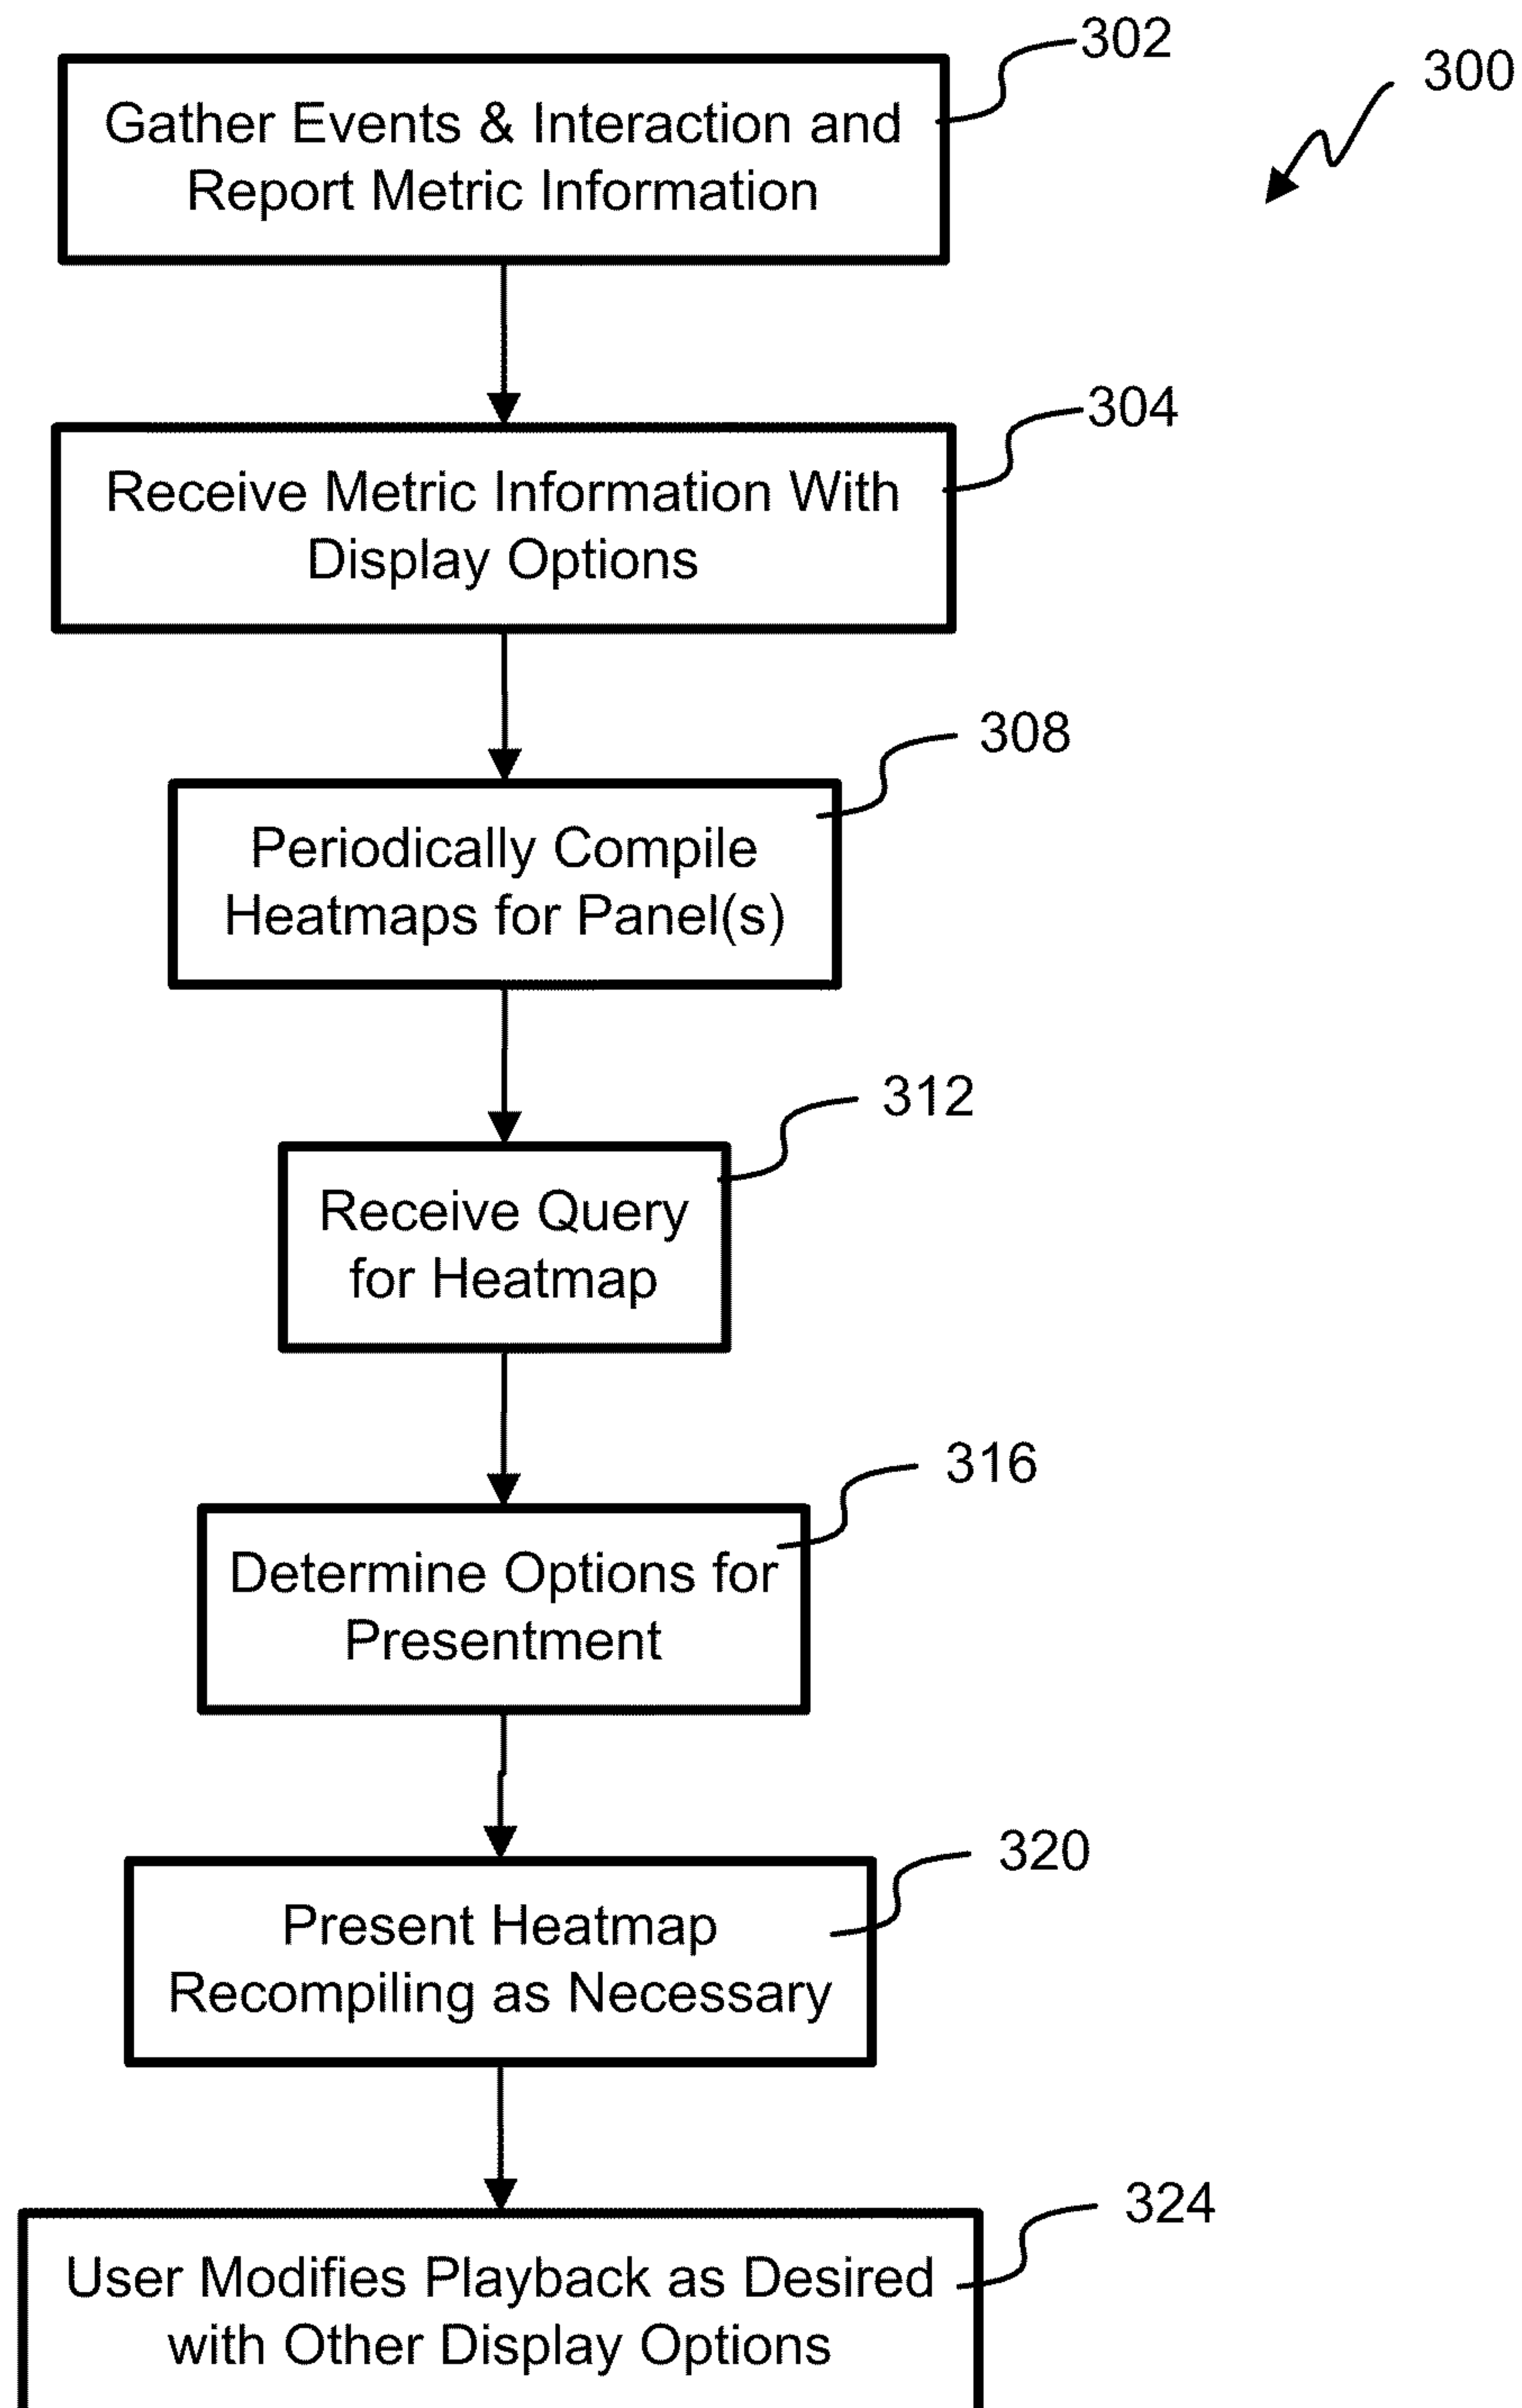 302
300
Gather Events & Interaction and
Report Metric Information
304
Receive Metric Information With
Display Options
308
Periodically Compile
Heatmaps for Panel(s)
312
Receive Query
for Heatmap
316
Determine Options for
Presentment
320
Present Heatmap
Recompiling as Necessary
324
User Modifies Playback as Desired
with Other Display Options